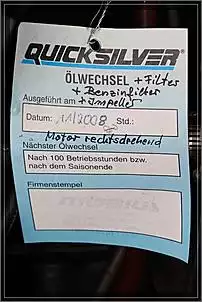 QUICKSILVER®
ÖLWECHSEL + Filter
+ Benzinfilter
Ausgeführt am + Impeller
Datum: 11/2008 Std.:
Motor rechtsdrehend
Nächster Ölwechsel
Nach 100 Betriebsstunden bzw.
nach dem Saisonende
Firmenstempel